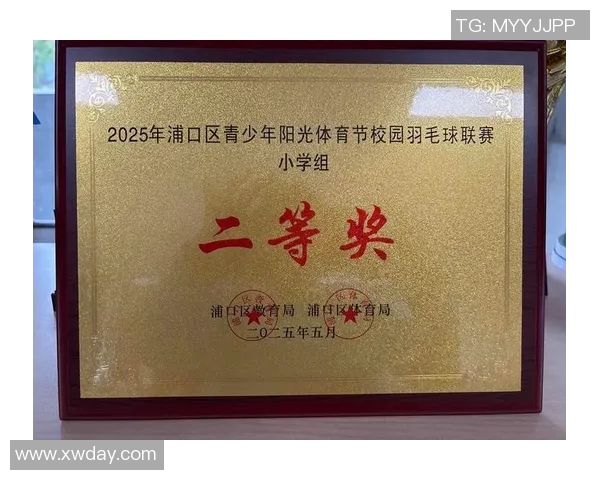 TG: MYYJJPP
2025年浦口区青少年阳光体育节校园羽毛球联赛
小学组
二等奖
浦口区教育局 浦口区体育局
二〇二五年五月
www.xwday.com